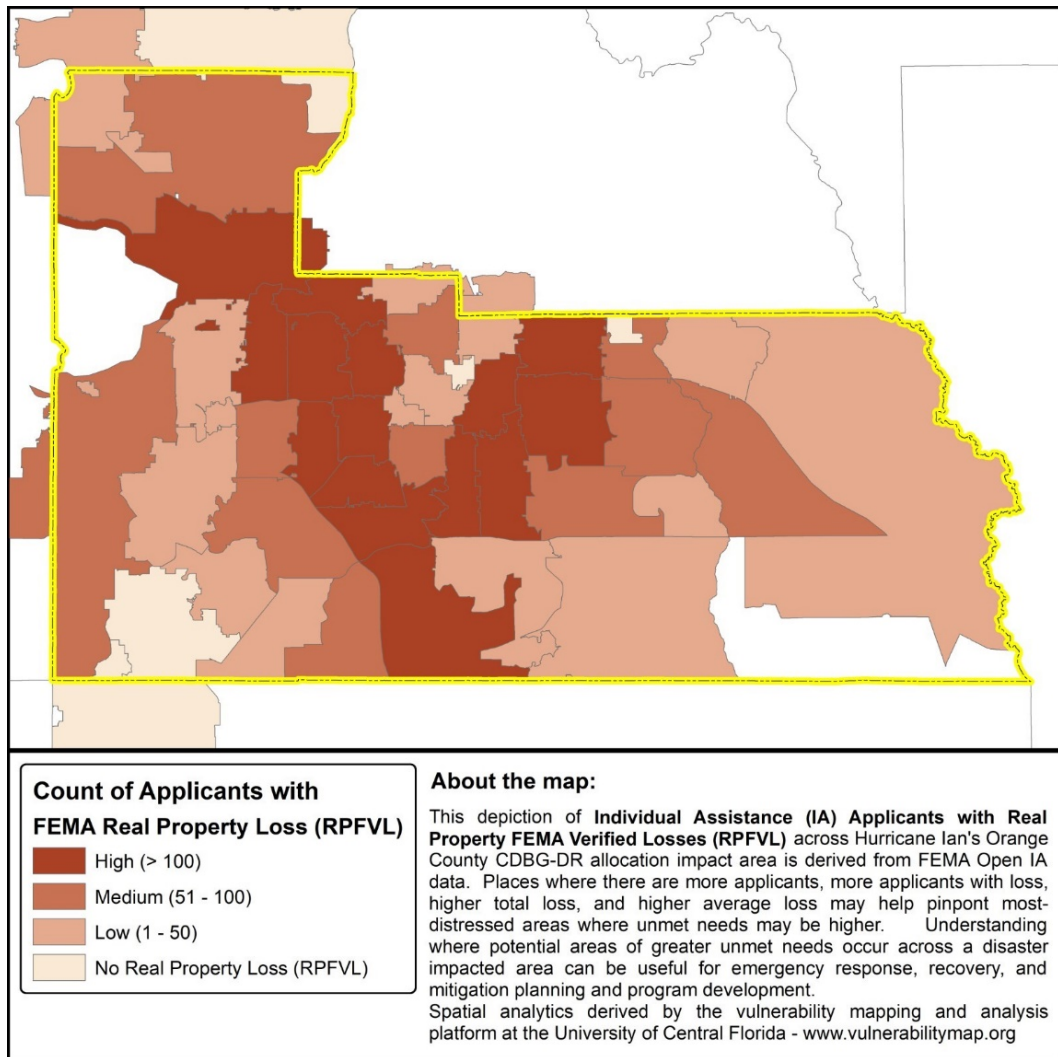 Count of Applicants with
FEMA Real Property Loss (RPFVL)
High (> 100)
Medium (51 - 100)
Low (1 - 50)
No Real Property Loss (RPFVL)
About the map:
This depiction of Individual Assistance (IA) Applicants with Real
Property FEMA Verified Losses (RPFVL) across Hurricane Ian's Orange
County CDBG-DR allocation impact area is derived from FEMA Open IA
data. Places where there are more applicants, more applicants with loss,
higher total loss, and higher average loss may help pinpont most-
distressed areas where unmet needs may be higher. Understanding
where potential areas of greater unmet needs occur across a disaster
impacted area can be useful for emergency response, recovery, and
mitigation planning and program development.
Spatial analytics derived by the vulnerability mapping and analysis
platform at the University of Central Florida - www.vulnerabilitymap.org